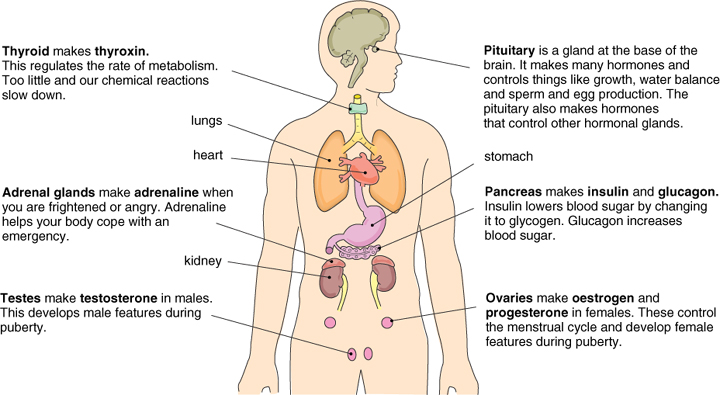 Thyroid makes thyroxin.
This regulates the rate of metabolism.
Too little and our chemical reactions
slow down.
lungs
heart
Adrenal glands make adrenaline when
you are frightened or angry. Adrenaline
helps your body cope with an
emergency.
kidney
Testes make testosterone in males.
This develops male features during
puberty.
Pituitary is a gland at the base of the
brain. It makes many hormones and
controls things like growth, water balance
and sperm and egg production. The
pituitary also makes hormones
that control other hormonal glands.
stomach
Pancreas makes insulin and glucagon.
Insulin lowers blood sugar by changing
it to glycogen. Glucagon increases
blood sugar.
Ovaries make oestrogen and
progesterone in females. These control
the menstrual cycle and develop female
features during puberty.